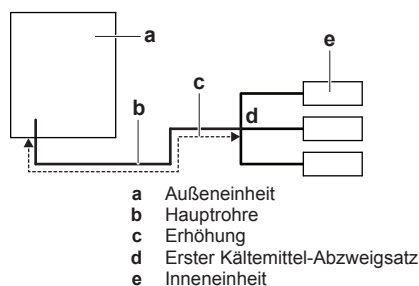 a
e
c
b
d
a Außeneinheit
b Hauptrohre
c Erhöhung
d Erster Kältemittel-Abzweigsatz
e Inneneinheit